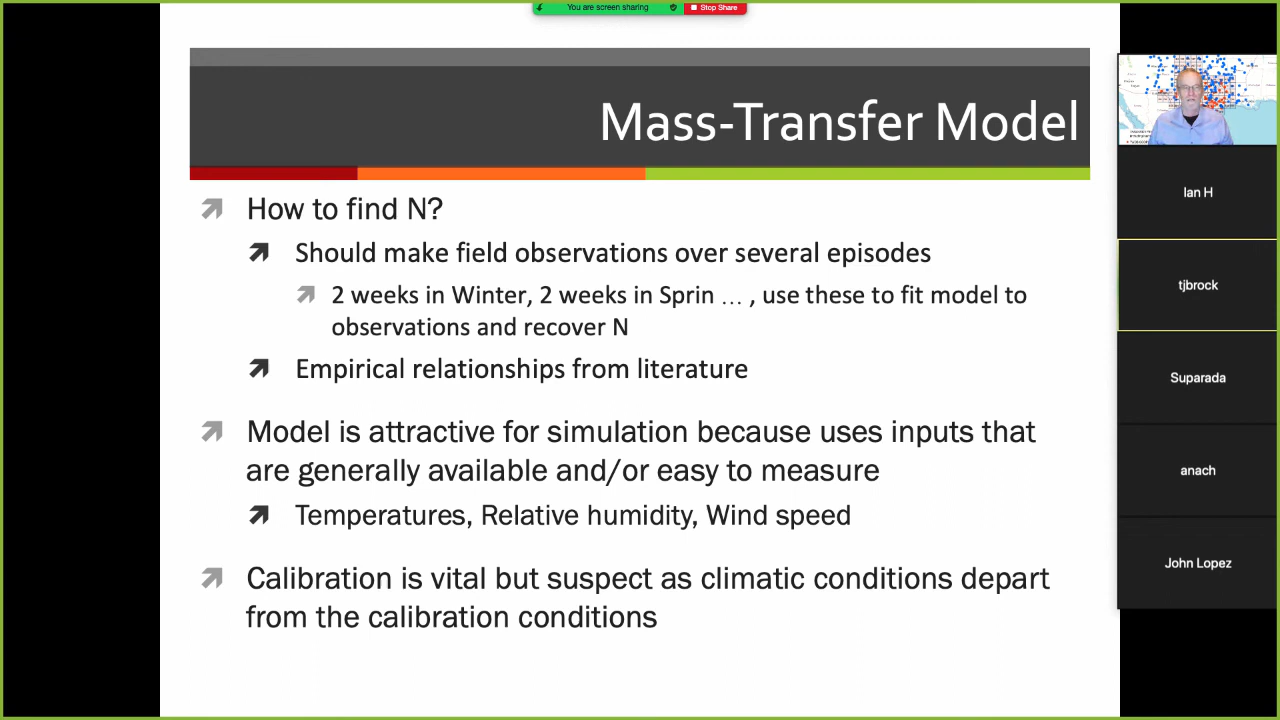 You are screen sharing
Stop Share
Mass-Transfer Model
How to find N?
Should make field observations over several episodes
2 weeks in Winter, 2 weeks in Sprin … , use these to fit model to
observations and recover N
Empirical relationships from literature
Model is attractive for simulation because uses inputs that
are generally available and/or easy to measure
Temperatures, Relative humidity, Wind speed
Calibration is vital but suspect as climatic conditions depart
from the calibration conditions
Ian H
tjbrock
Suparada
anach
John Lopez